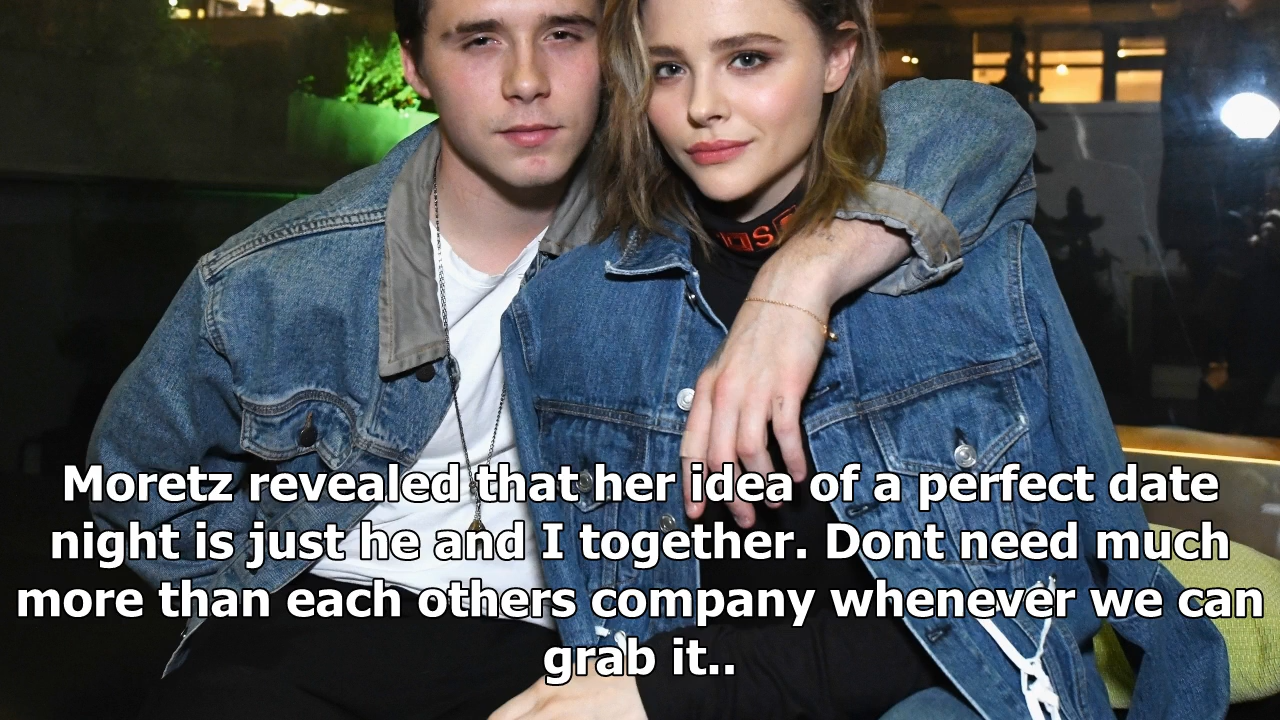 Moretz revealed that her idea of a perfect date
night is just he and I together. Dont need much
more than each others company whenever we can
grab it..